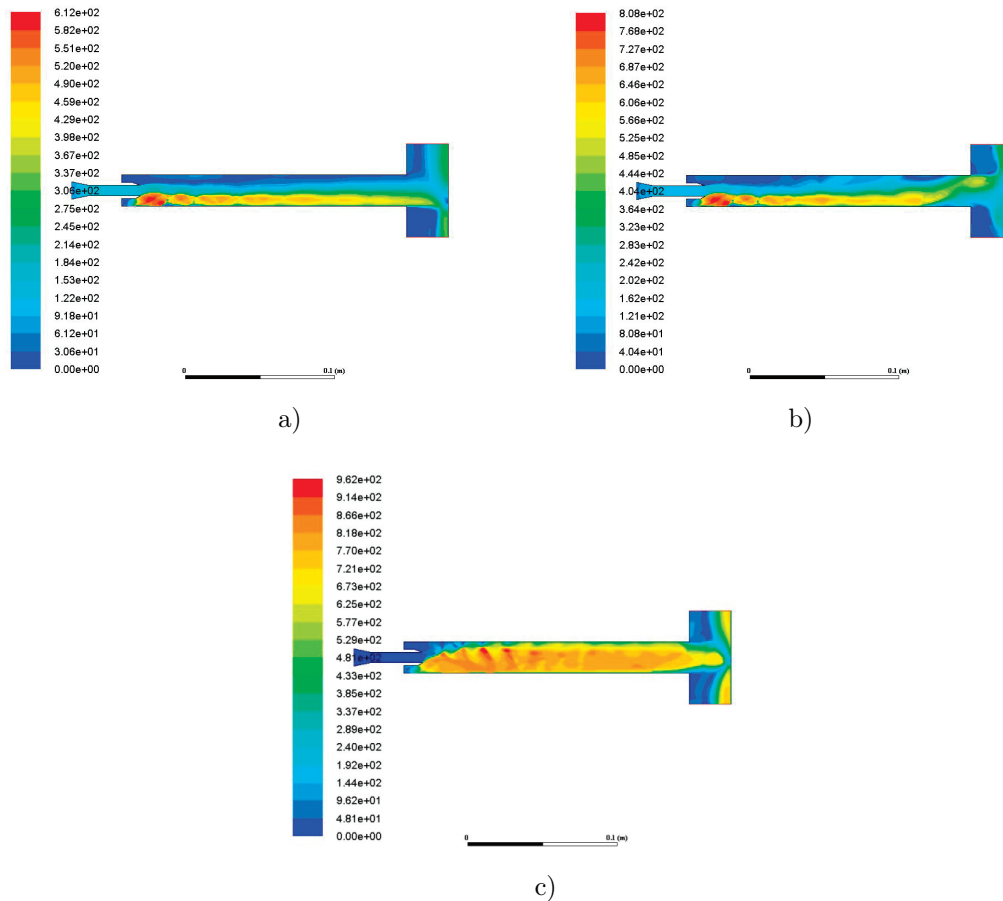 6.12e+02
5.82e+02
5.51e+02
5.20e+02
4.90e+02
4.59e+02
4.29e+02
3.98e+02
3.67e+02
3.37e+02
3.06e+02
2.75e+02
2.45e+02
2.14e+02
1.84e+02
1.53e+02
1.22e+02
9.18e+01
6.12e+01
3.06e+01
0.00e+00
0
0.1 (m)
a)
8.08e+02
7.68e+02
7.27e+02
6.87e+02
6.46e+02
6.06e+02
5.66e+02
5.25e+02
4.85e+02
4.44e+02
4.04e+02
3.64e+02
3.23e+02
2.83e+02
2.42e+02
2.02e+02
1.62e+02
1.21e+02
8.08e+01
4.04e+01
0.00e+00
0
0.1 (m)
b)
9.62e+02
9.14e+02
8.66e+02
8.18e+02
7.70e+02
7.21e+02
6.73e+02
6.25e+02
5.77e+02
5.29e+02
4.81e+02
4.33e+02
3.85e+02
3.37e+02
2.89e+02
2.40e+02
1.92e+02
1.44e+02
9.62e+01
4.81e+01
0.00e+00
0
0.1 (m)
c)